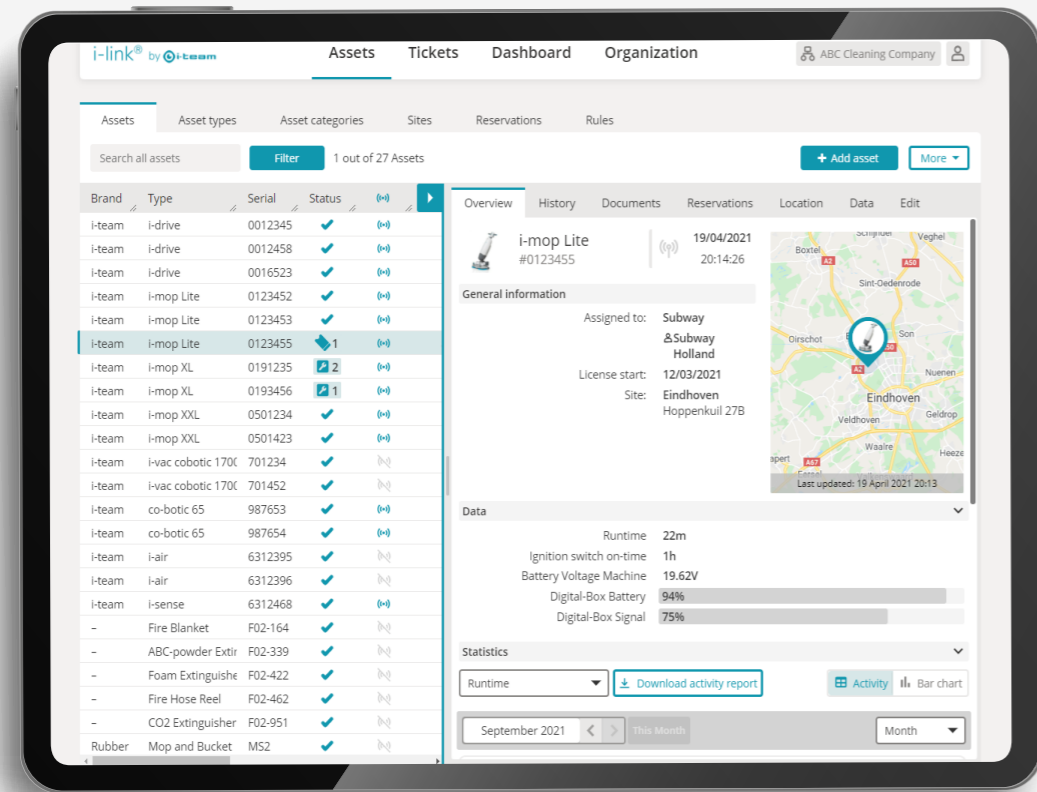 i-link® by i-team
Assets Tickets Dashboard Organization
ABC Cleaning Company
Assets Asset types Asset categories Sites Reservations Rules
Search all assets Filter 1 out of 27 Assets + Add asset More
Brand Type Serial Status
i-team i-drive 0012345
i-team i-drive 0012458
i-team i-drive 0016523
i-team i-mop Lite 0123452
i-team i-mop Lite 0123453
i-team i-mop Lite 0123455 1
i-team i-mop XL 0191235 2
i-team i-mop XL 0193456 1
i-team i-mop XXL 0501234
i-team i-mop XXL 0501423
i-team i-vac cobotic 170 701234
i-team i-vac cobotic 170 701452
i-team co-botic 65 987653
i-team co-botic 65 987654
i-team i-air 6312395
i-team i-air 6312396
i-team i-sense 6312468
– Fire Blanket F02-164
– ABC-powder Extir F02-339
– Foam Extinguishe F02-422
– Fire Hose Reel F02-462
– CO2 Extinguisher F02-951
Rubber Mop and Bucket MS2
Overview History Documents Reservations Location Data Edit
i-mop Lite
#0123455
19/04/2021
20:14:26
General information
Assigned to: Subway
Subway
Holland
License start: 12/03/2021
Site: Eindhoven
Hoppenkuil 27B
Schijndel Veghel
Boxtel
A2 A50
Sint-Oedenrode
Oirschot Son
50
A2
Nuenen
Eindhoven
Veldhoven Geldrop
Waalre
Heeze
apert A67
Last updated: 19 April 2021 20:13
Data
Runtime 22m
Ignition switch on-time 1h
Battery Voltage Machine 19.62V
Digital-Box Battery 94%
Digital-Box Signal 75%
Statistics
Runtime Download activity report Activity Bar chart
September 2021 < > This Month Month